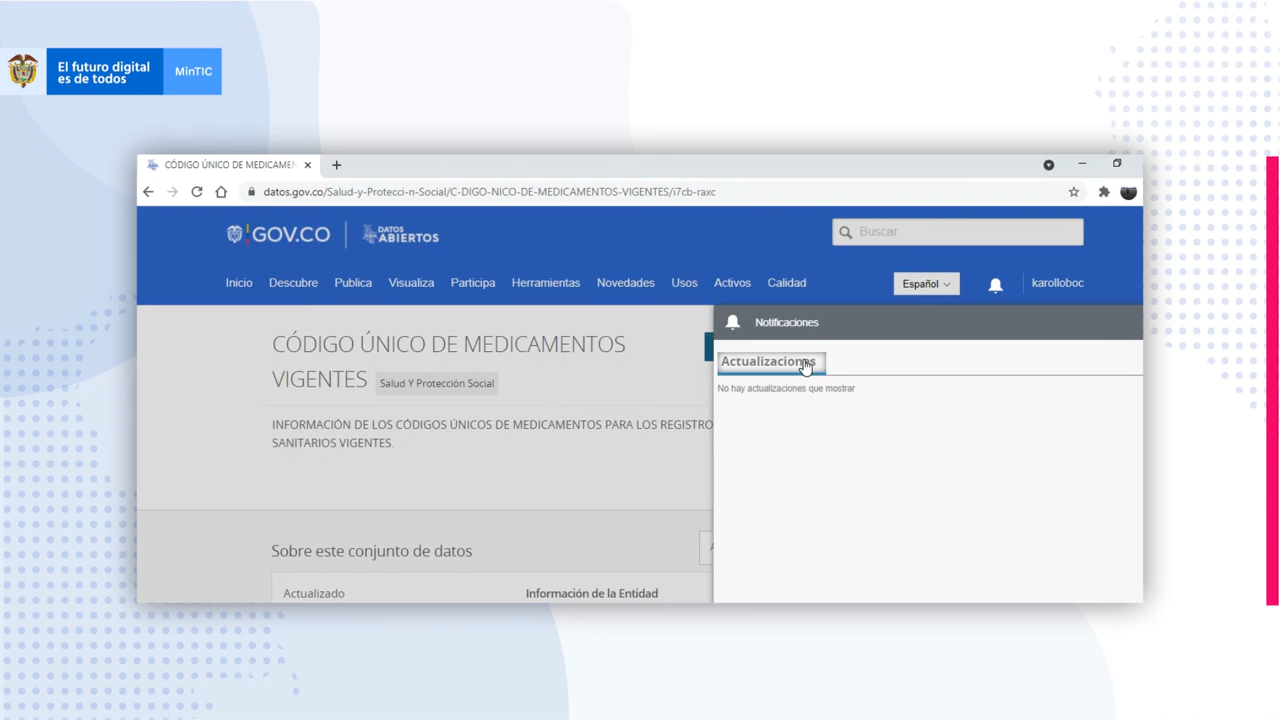 El futuro digital
es de todos
MinTIC
CÓDIGO ÚNICO DE MEDICAMEN
datos.gov.co/Salud-y-Protecci-n-Social/C-DIGO-NICO-DE-MEDICAMENTOS-VIGENTES/i7cb-raxc
GOV.CO
DATOS
ABIERTOS
Buscar
Inicio Descubre Publica Visualiza Participa Herramientas Novedades Usos Activos Calidad Español karolloboc
Notificaciones
Actualizaciones
No hay actualizaciones que mostrar
CÓDIGO ÚNICO DE MEDICAMENTOS
VIGENTES Salud Y Protección Social
INFORMACIÓN DE LOS CÓDIGOS ÚNICOS DE MEDICAMENTOS PARA LOS REGISTRO
SANITARIOS VIGENTES.
Sobre este conjunto de datos
Actualizado Información de la Entidad